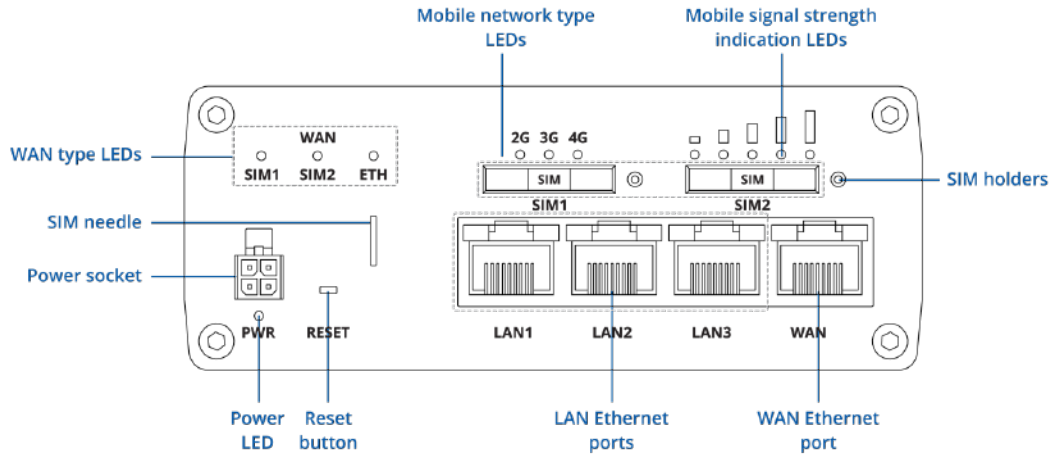 Mobile network type
LEDs
Mobile signal strength
indication LEDs
WAN type LEDs
WAN
SIM1
SIM2
ETH
2G 3G 4G
SIM
SIM
SIM holders
SIM1
SIM2
SIM needle
Power socket
PWR
RESET
LAN1
LAN2
LAN3
WAN
Power
LED
Reset
button
LAN Ethernet
ports
WAN Ethernet
port